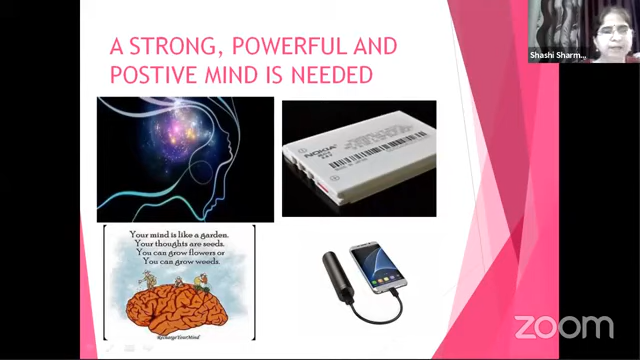 A STRONG, POWERFUL AND
POSTIVE MIND IS NEEDED
Shashi Sharm...
NOKIA
Your mind is like a garden.
Your thoughts are seeds.
You can grow flowers or
You can grow weeds.
RechargeYourMind
zoom